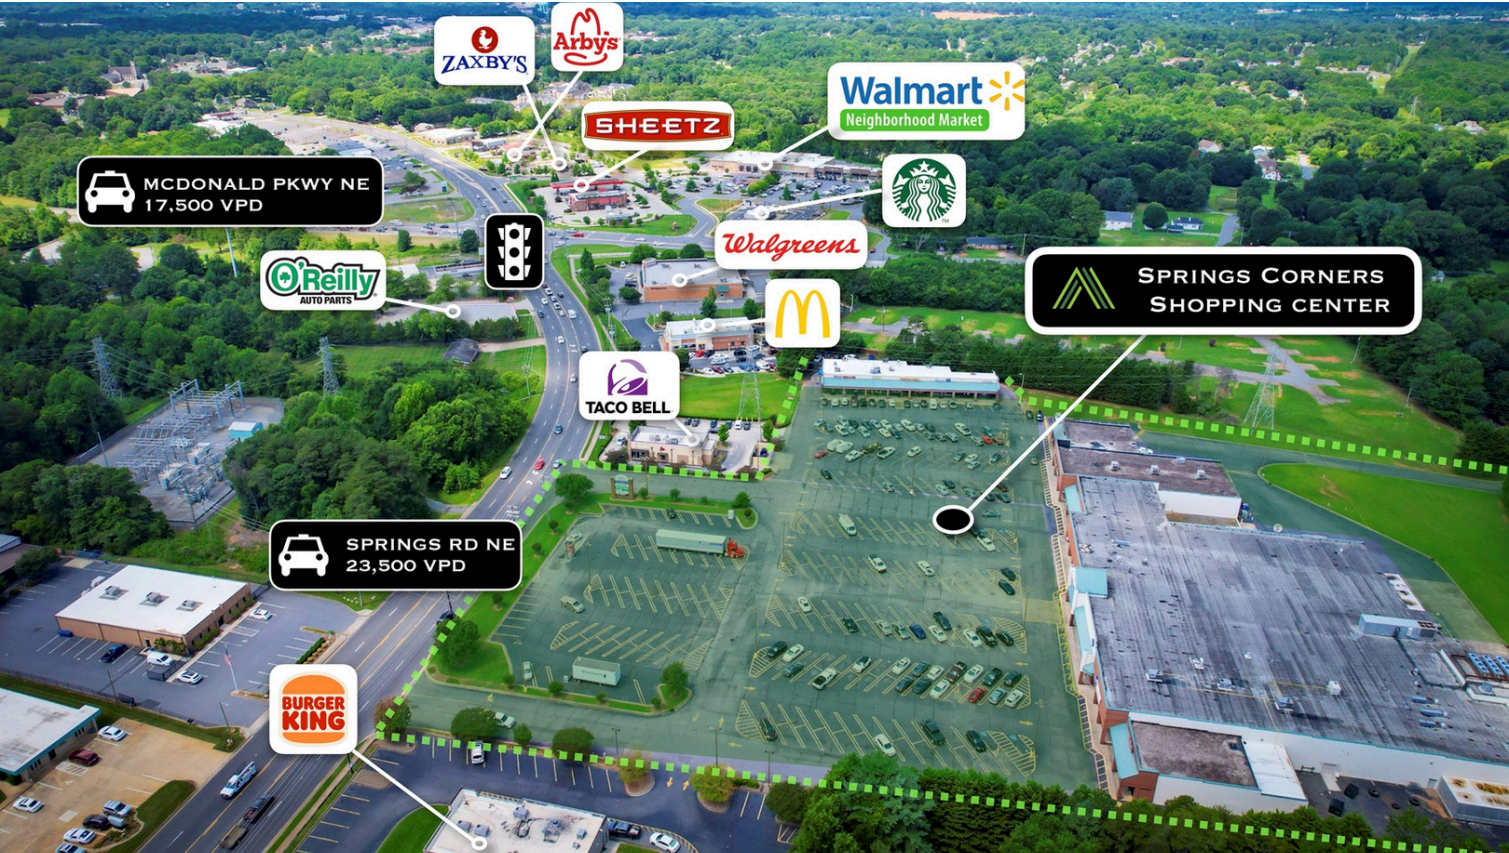 ZAXBY'S
Arby's
SHEETZ
Walmart
Neighborhood Market
MCDONALD PKWY NE
17,500 VPD
O'Reilly
AUTO PARTS
Walgreens
SPRINGS CORNERS
SHOPPING CENTER
TACO BELL
SPRINGS RD NE
23,500 VPD
BURGER
KING